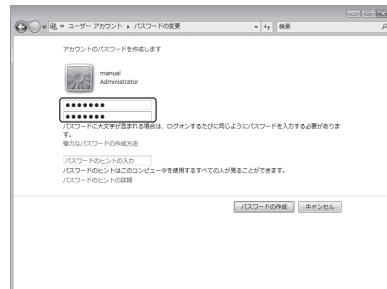 « ユーザー アカウント ▸ パスワードの変更
検索
アカウントのパスワードを作成します
manual
Administrator
●●●●●●●
●●●●●●●
パスワードに大文字が含まれる場合は、ログオンするたびに同じようにパスワードを入力する必要がありま
す。
強力なパスワードの作成方法
パスワードのヒントの入力
パスワードのヒントはこのコンピュータを使用するすべての人が見ることができます。
パスワードのヒントの詳細
パスワードの作成
キャンセル